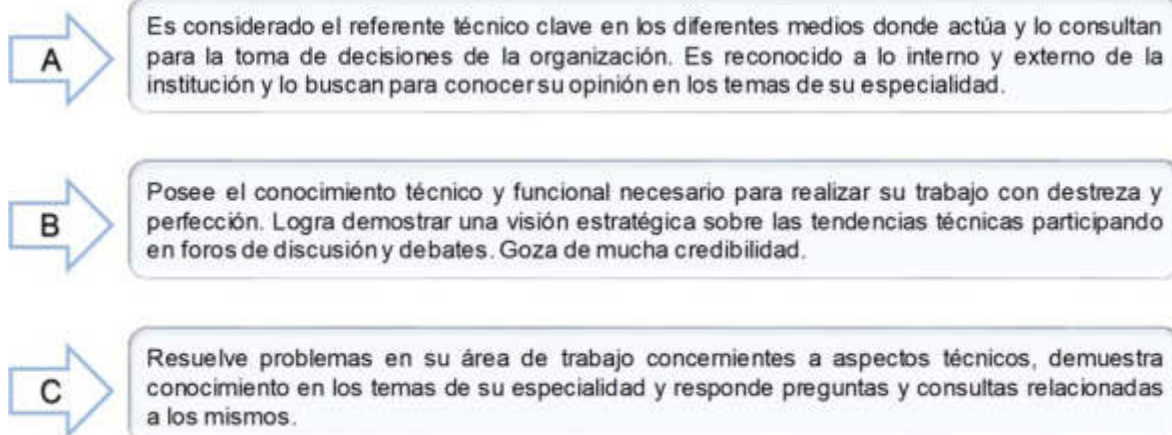 Es considerado el referente técnico clave en los diferentes medios donde actúa y lo consultan
A
para la toma de decisiones de la organización. Es reconocido a lo interno y externo de la
institución y lo buscan para conocer su opinión en los temas de su especialidad.
Posee el conocimiento técnico y funcional necesario para realizar su trabajo con destreza y
B
perfección. Logra demostrar una visión estratégica sobre las tendencias técnicas participando
en foros de discusión y debates. Goza de mucha credibilidad.
Resuelve problemas en su área de trabajo concernientes a aspectos técnicos, demuestra
C
conocimiento en los temas de su especialidad y responde preguntas y consultas relacionadas
a los mismos.